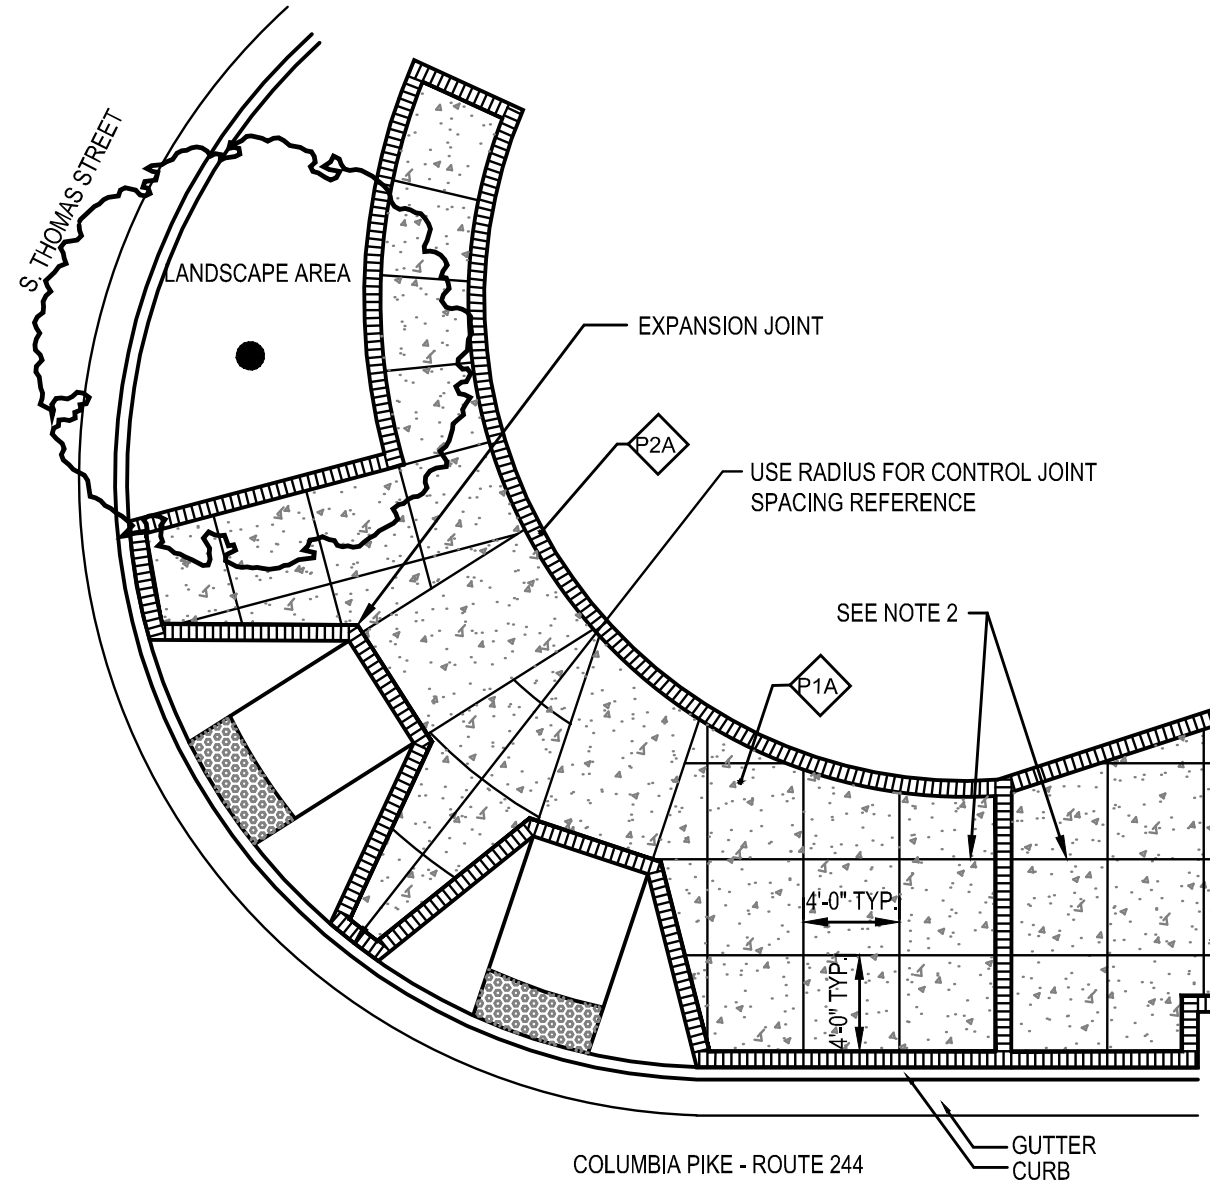 S. THOMAS STREET
LANDSCAPE AREA
EXPANSION JOINT
P2A
USE RADIUS FOR CONTROL JOINT
SPACING REFERENCE
SEE NOTE 2
P1A
4'-0" TYP.
4'-0" TYP.
GUTTER
CURB
COLUMBIA PIKE - ROUTE 244